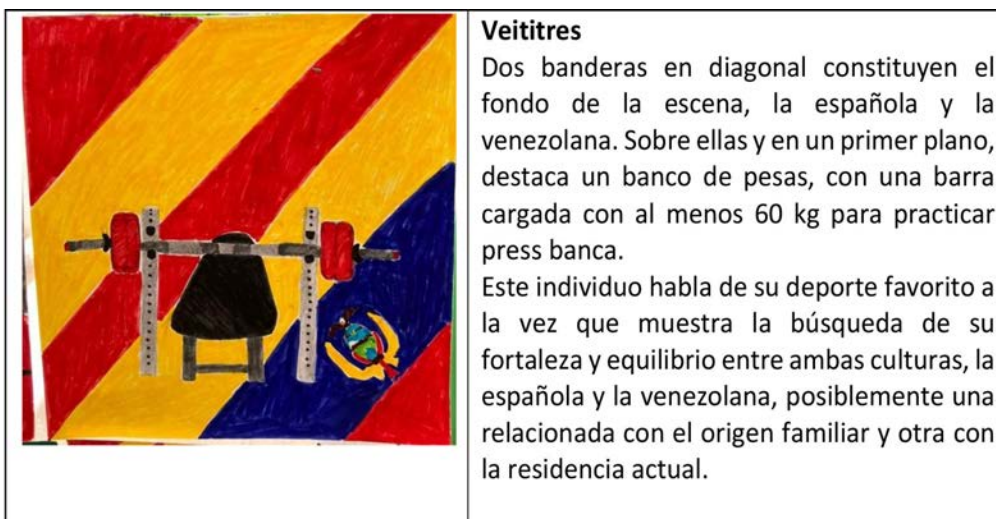 Veititres
Dos banderas en diagonal constituyen el
fondo de la escena, la española y la
venezolana. Sobre ellas y en un primer plano,
destaca un banco de pesas, con una barra
cargada con al menos 60 kg para practicar
press banca.
Este individuo habla de su deporte favorito a
la vez que muestra la búsqueda de su
fortaleza y equilibrio entre ambas culturas, la
española y la venezolana, posiblemente una
relacionada con el origen familiar y otra con
la residencia actual.